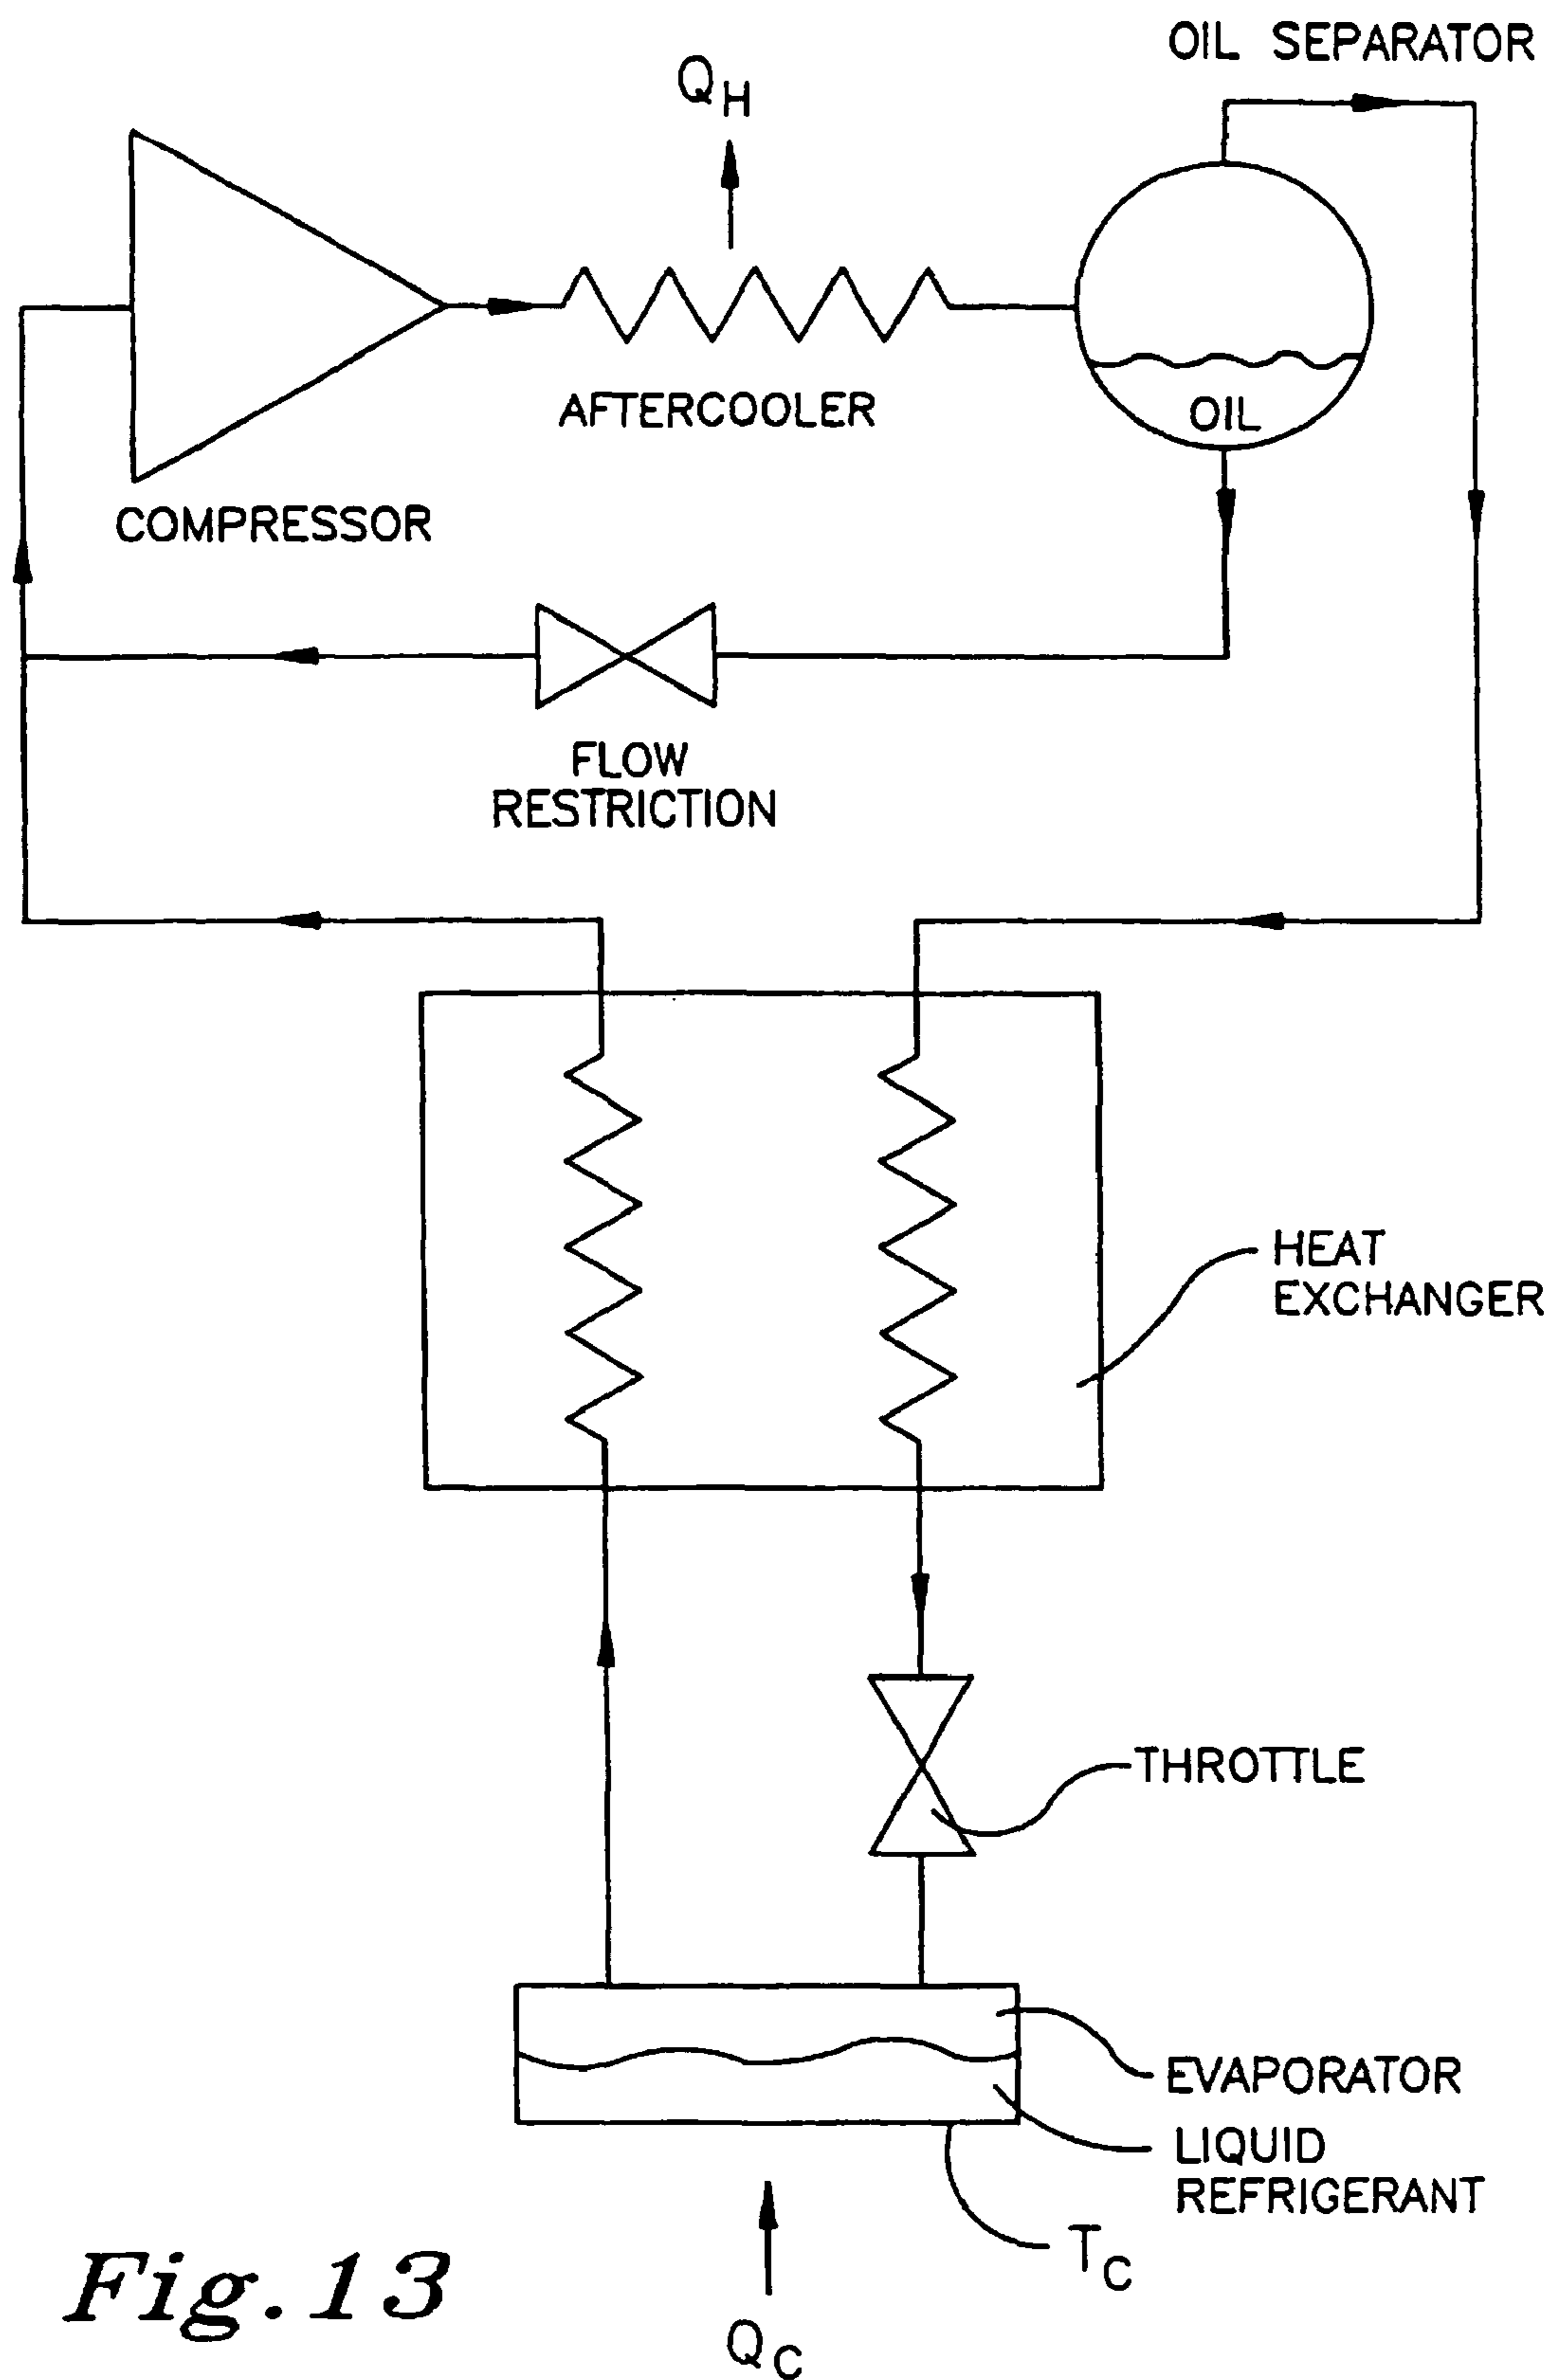 OIL SEPARATOR
QH
AFTERCOOLER
OIL
COMPRESSOR
FLOW
RESTRICTION
HEAT
EXCHANGER
THROTTLE
EVAPORATOR
LIQUID
REFRIGERANT
TC
QC
Fig. 13